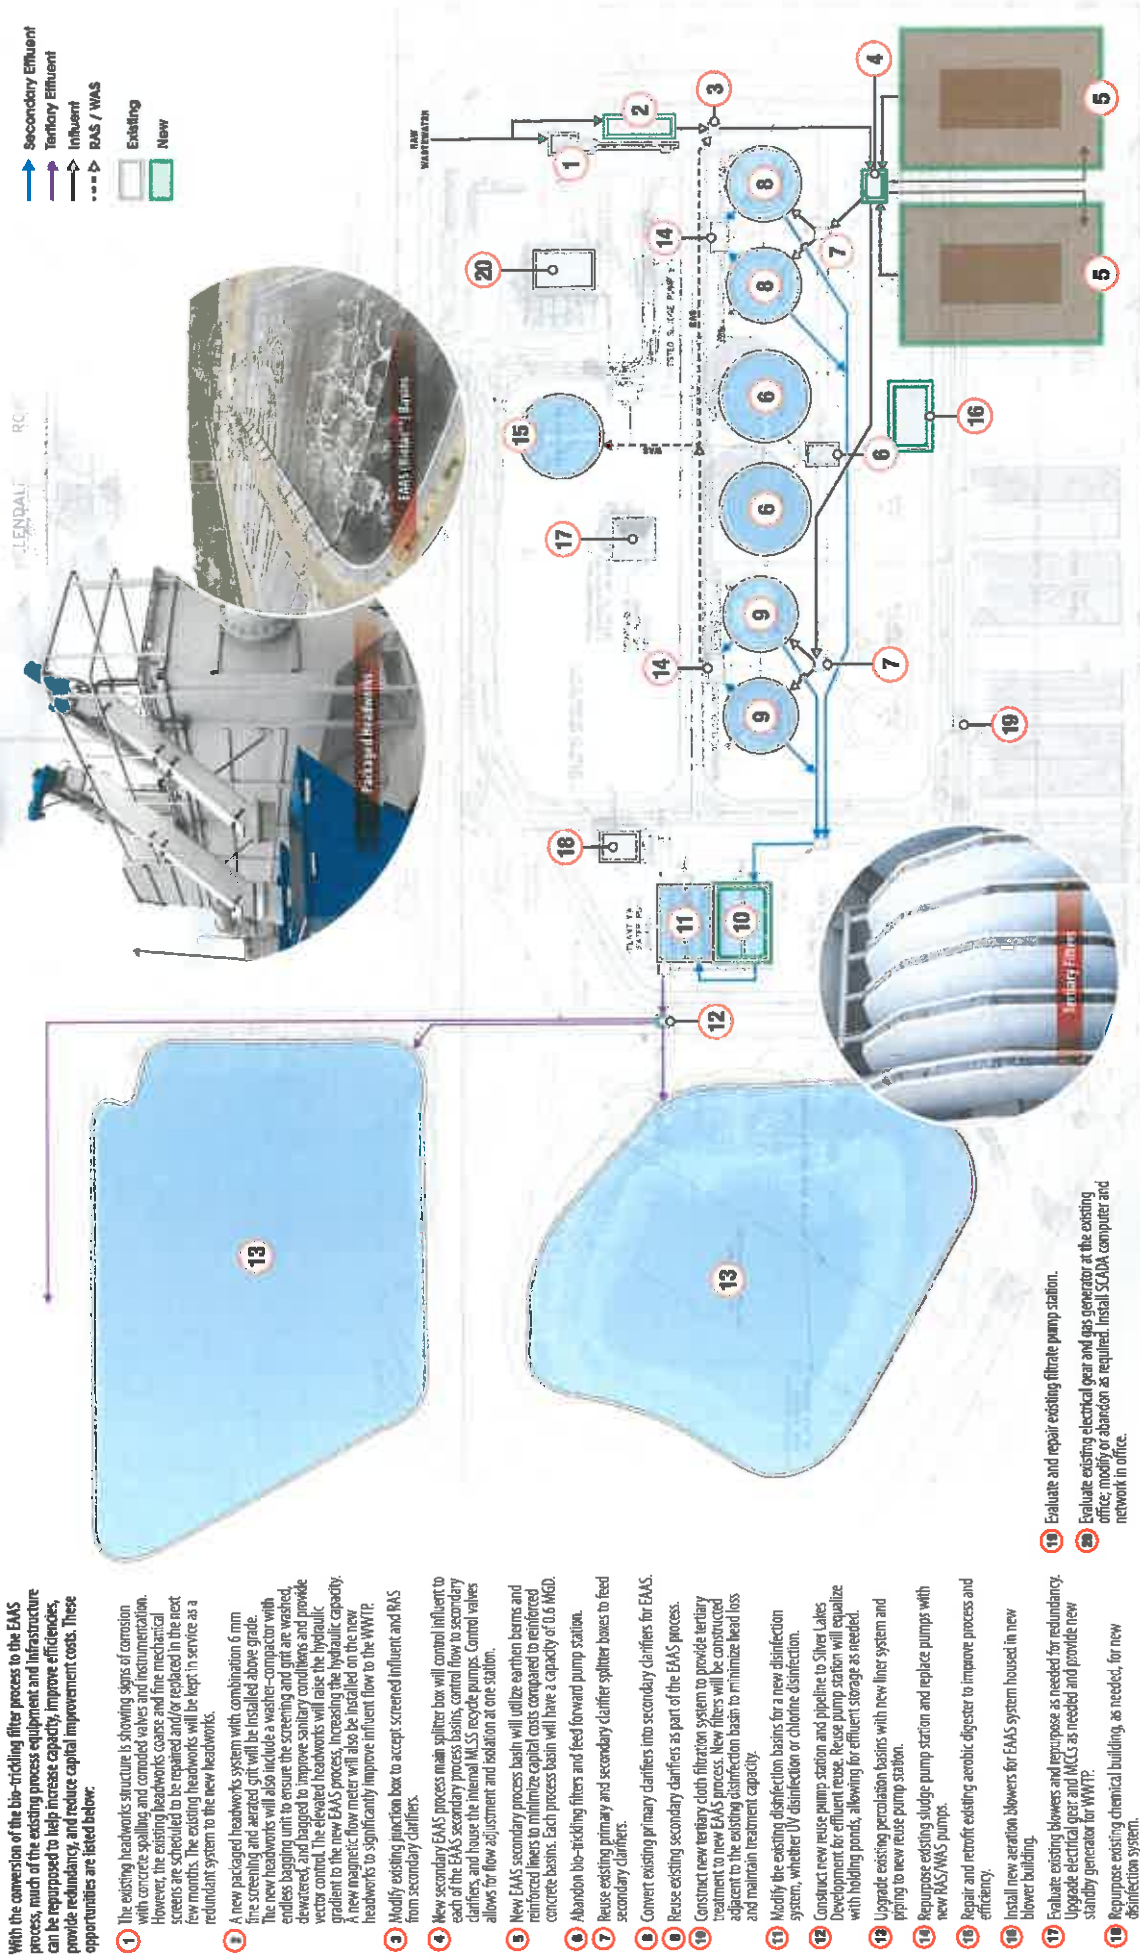 With the conversion of the bio-trickling filter process to the EAAS
process, much of the existing process equipment and infrastructure
can be repurposed to help increase capacity, improve efficiencies,
provide redundancy, and reduce capital improvement costs. These
opportunities are listed below:
1 The existing headworks structure is showing signs of corrosion
with concrete spalling and corroded valves and instrumentation.
However, the existing headworks coarse and fine mechanical
screens are scheduled to be repaired and/or replaced in the next
few months. The existing headworks will be kept in service as a
redundant system to the new headworks.
2 A new packaged headworks system with combination 6 mm
fine screening and aerated grit will be installed above grade.
The new headworks will also include a washer-compactor with
endless bagging unit to ensure the screening and grit are washed,
dewatered, and bagged to improve sanitary conditions and provide
vector control. The elevated headworks will raise the hydraulic
gradient to the new EAAS process, increasing the hydraulic capacity.
A new magnetic flow meter will also be installed on the new
headworks to significantly improve influent flow to the WWTP.
3 Modify existing junction box to accept screened influent and RAS
from secondary clarifiers.
4 New EAAS process main splitter box will control influent to
each of the EAAS secondary process basins, control flow to secondary
clarifiers, and house the internal MLSS recycle pumps. Control valves
allows for flow adjustment and isolation at one station.
5 New EAAS secondary process basin will utilize earthen berms and
reinforced liners to minimize capital costs compared to reinforced
concrete basins. Each process basin will have a capacity of 0.6 MGD.
6 Abandon bio-trickling filters and feed forward pump station.
7 Reuse existing primary and secondary clarifier splitter boxes to feed
secondary clarifiers.
8 Convert existing primary clarifiers into secondary clarifiers for EAAS.
Reuse existing secondary clarifiers as part of the EAAS process.
10 Construct new tertiary cloth filtration system to provide tertiary
treatment to new EAAS process. New filters will be constructed
adjacent to the existing disinfection basin to minimize head loss
and maintain treatment capacity.
11 Modify the existing disinfection basins for a new disinfection
system, whether UV disinfection or chlorine disinfection.
12 Construct new reuse pump station and pipeline to Silver Lakes
Development for effluent reuse. Reuse pump station will equalize
with holding ponds, allowing for effluent storage as needed.
13 Upgrade existing percolation basins with new liner system and
piping to new reuse pump station.
14 Repurpose existing sludge pump station and replace pumps with
new RAS/WAS pumps.
Repair and retrofit existing aerobic digester to improve process and
efficiency.
Install new aeration blowers for EAAS system housed in new
blower building.
17 Evaluate existing blowers and repurpose as needed for redundancy.
Upgrade electrical gear and MCCs as needed and provide new
standby generator for WWTP.
Repurpose existing chemical building, as needed, for new
disinfection system.
19 Evaluate and repair existing filtrate pump station.
20 Evaluate existing electrical gear and gas generator at the existing
office; modify or abandon as required. Install SCADA computer and
network in office.
Secondary Effluent
Tertiary Effluent
Influent
RAS / WAS
Existing
New
Packaged Headworks
Tertiary Filters
RAW
WASTEWATER
RAS
WAS
1
2
3
4
5
5
6
6
6
7
7
8
8
9
9
10
11
12
13
13
14
14
15
16
17
18
19
20